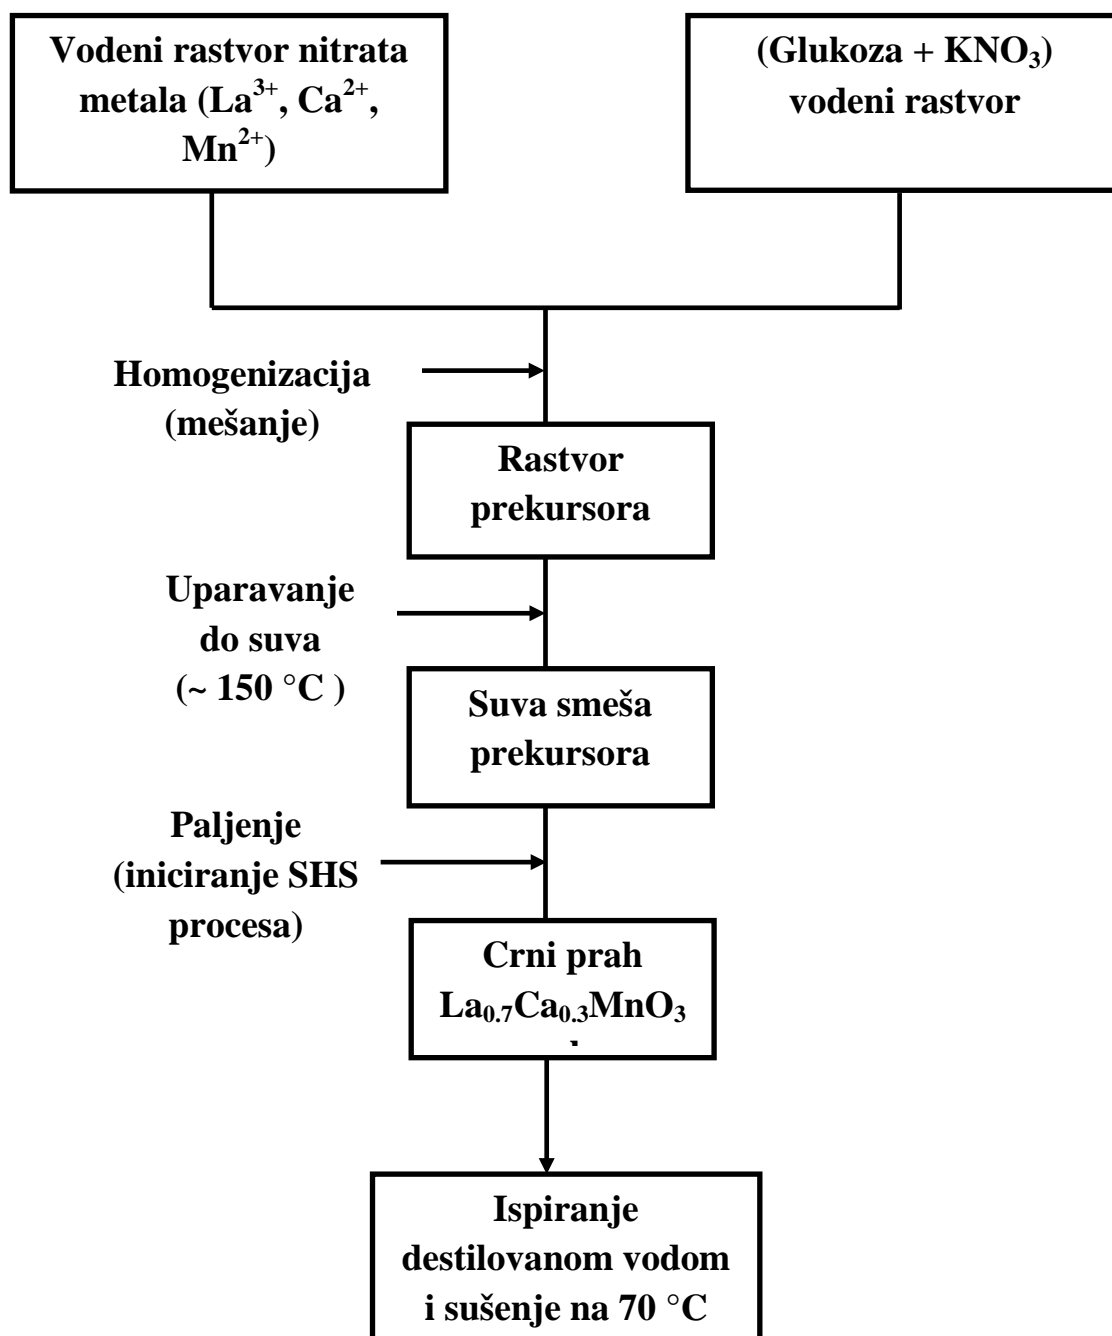 Vodeni rastvor nitrata
metala (La³⁺, Ca²⁺,
Mn²⁺)
(Glukoza + KNO₃)
vodeni rastvor
Homogenizacija
(mešanje)
Rastvor
prekursora
Uparavanje
do suva
(~ 150 °C )
Suva smeša
prekursora
Paljenje
(iniciranje SHS
procesa)
Crni prah
La₀.₇Ca₀.₃MnO₃
Ispiranje
destilovanom vodom
i sušenje na 70 °C